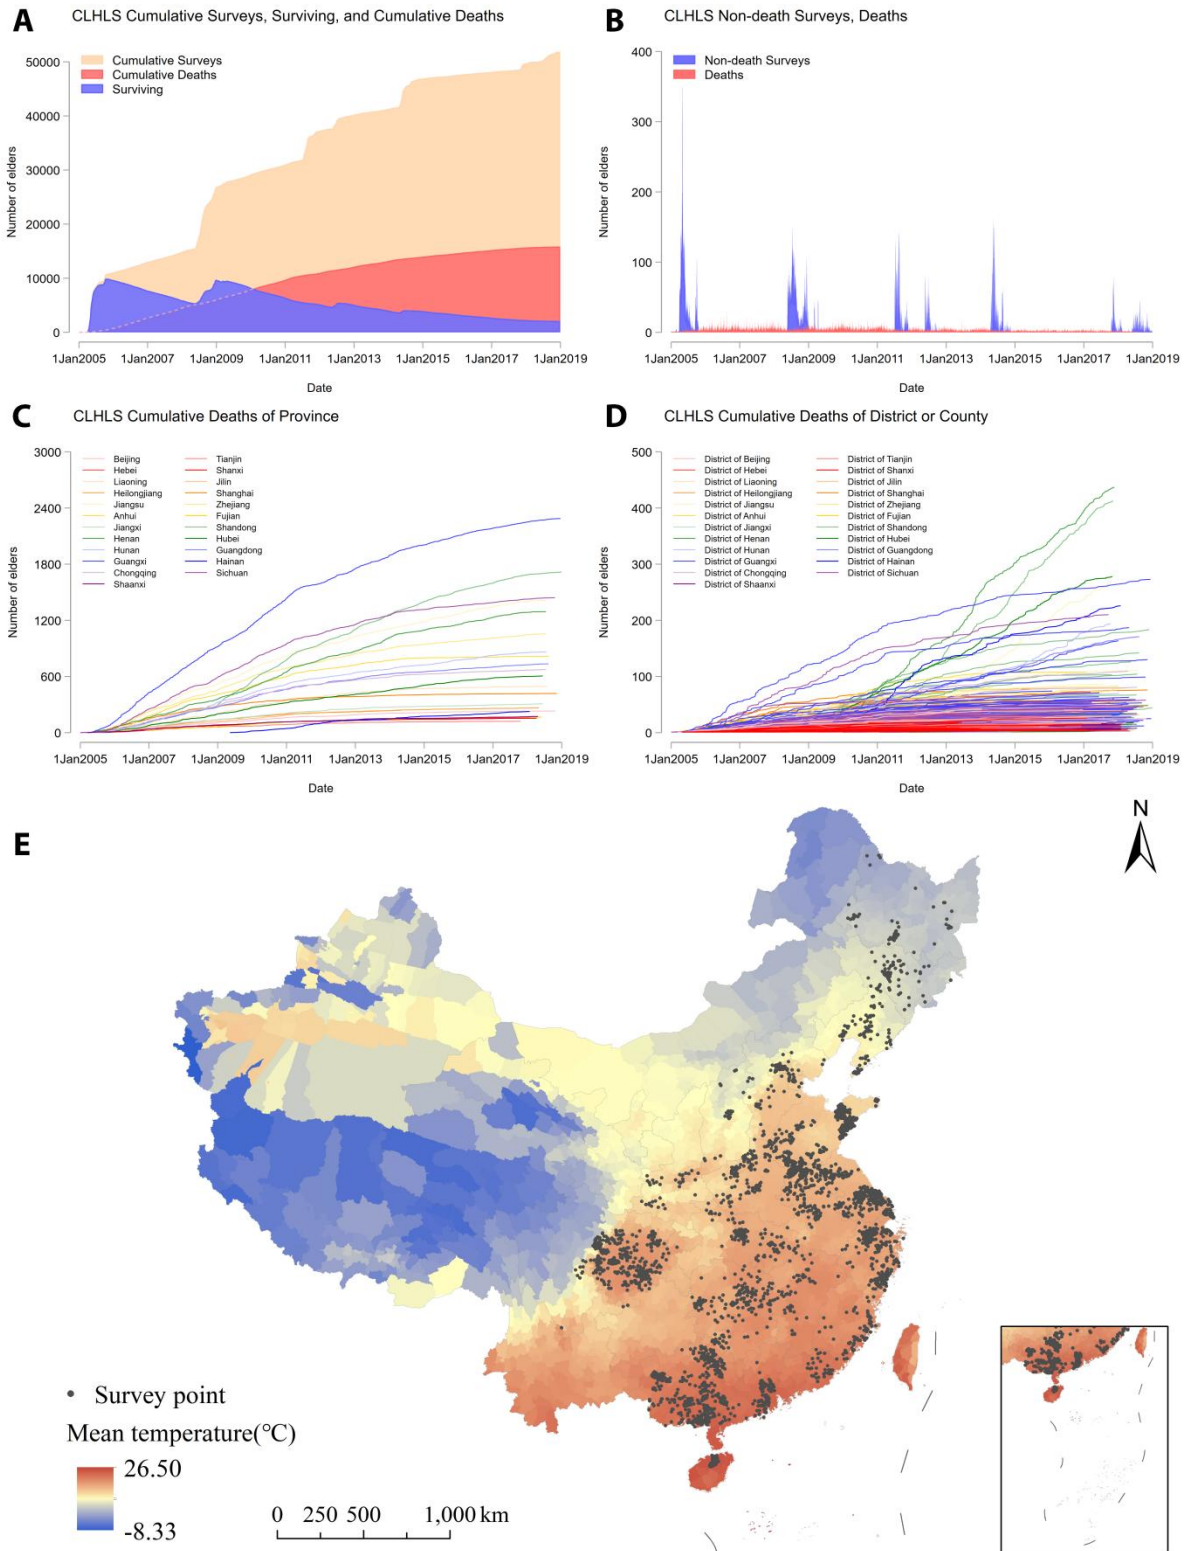 A CLHLS Cumulative Surveys, Surviving, and Cumulative Deaths
Cumulative Surveys
Cumulative Deaths
Surviving
Number of elders
50000
40000
30000
20000
10000
0
1Jan2005 1Jan2007 1Jan2009 1Jan2011 1Jan2013 1Jan2015 1Jan2017 1Jan2019
Date
B CLHLS Non-death Surveys, Deaths
Non-death Surveys
Deaths
Number of elders
400
300
200
100
0
1Jan2005 1Jan2007 1Jan2009 1Jan2011 1Jan2013 1Jan2015 1Jan2017 1Jan2019
Date
C CLHLS Cumulative Deaths of Province
Beijing Tianjin
Hebei Shanxi
Liaoning Jilin
Heilongjiang Shanghai
Jiangsu Zhejiang
Anhui Fujian
Jiangxi Shandong
Henan Hubei
Hunan Guangdong
Guangxi Hainan
Chongqing Sichuan
Shaanxi
Number of elders
3000
2400
1800
1200
600
0
1Jan2005 1Jan2007 1Jan2009 1Jan2011 1Jan2013 1Jan2015 1Jan2017 1Jan2019
Date
D CLHLS Cumulative Deaths of District or County
District of Beijing District of Tianjin
District of Hebei District of Shanxi
District of Liaoning District of Jilin
District of Heilongjiang District of Shanghai
District of Jiangsu District of Zhejiang
District of Anhui District of Fujian
District of Jiangxi District of Shandong
District of Henan District of Hubei
District of Hunan District of Guangdong
District of Guangxi District of Hainan
District of Chongqing District of Sichuan
District of Shaanxi
Number of elders
500
400
300
200
100
0
1Jan2005 1Jan2007 1Jan2009 1Jan2011 1Jan2013 1Jan2015 1Jan2017 1Jan2019
Date
E
N
Survey point
Mean temperature(°C)
26.50
-8.33
0 250 500 1,000 km